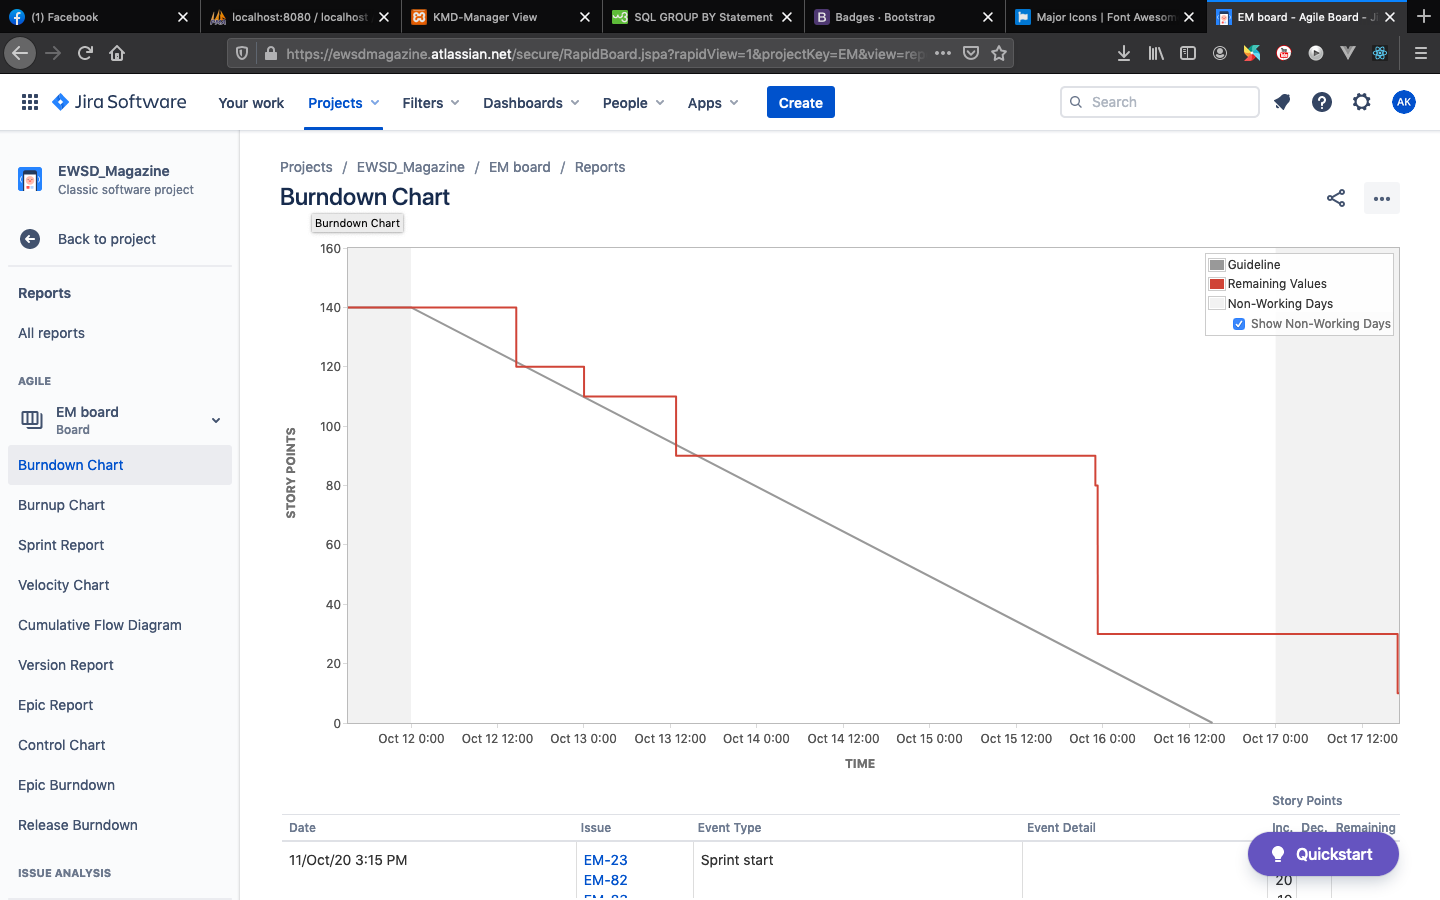 (1) Facebook
localhost:8080 / localhost
KMD-Manager View
SQL GROUP BY Statement
Badges · Bootstrap
Major Icons | Font Awesom
EM board - Agile Board - Ji
https://ewsdmagazine.atlassian.net/secure/RapidBoard.jspa?rapidView=1&projectKey=EM&view=rep
Jira Software
Your work
Projects
Filters
Dashboards
People
Apps
Create
Search
AK
EWSD_Magazine
Classic software project
Back to project
Reports
All reports
AGILE
EM board
Board
Burndown Chart
Burnup Chart
Sprint Report
Velocity Chart
Cumulative Flow Diagram
Version Report
Epic Report
Control Chart
Epic Burndown
Release Burndown
ISSUE ANALYSIS
Projects / EWSD_Magazine / EM board / Reports
Burndown Chart
Burndown Chart
160
140
120
100
80
60
40
20
0
STORY POINTS
Guideline
Remaining Values
Non-Working Days
Show Non-Working Days
Oct 12 0:00 Oct 12 12:00 Oct 13 0:00 Oct 13 12:00 Oct 14 0:00 Oct 14 12:00 Oct 15 0:00 Oct 15 12:00 Oct 16 0:00 Oct 16 12:00 Oct 17 0:00 Oct 17 12:00
TIME
Story Points
Date Issue Event Type Event Detail Inc. Dec. Remaining
11/Oct/20 3:15 PM EM-23 Sprint start
EM-82 20
Quickstart